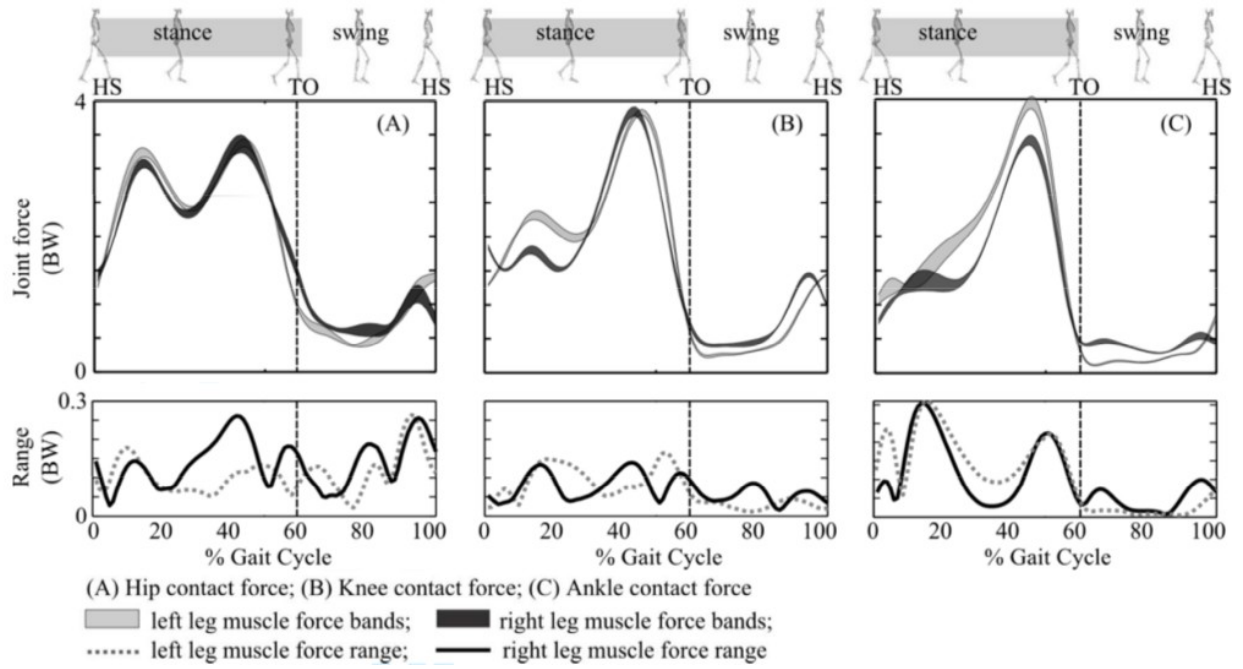 stance swing stance swing stance swing
HS TO HS HS TO HS HS TO HS
4 (A) (B) (C)
Joint force
(BW)
0
0.3
Range
(BW)
0
0 20 40 60 80 100 0 20 40 60 80 100 0 20 40 60 80 100
% Gait Cycle % Gait Cycle % Gait Cycle
(A) Hip contact force; (B) Knee contact force; (C) Ankle contact force
left leg muscle force bands; right leg muscle force bands;
left leg muscle force range; right leg muscle force range